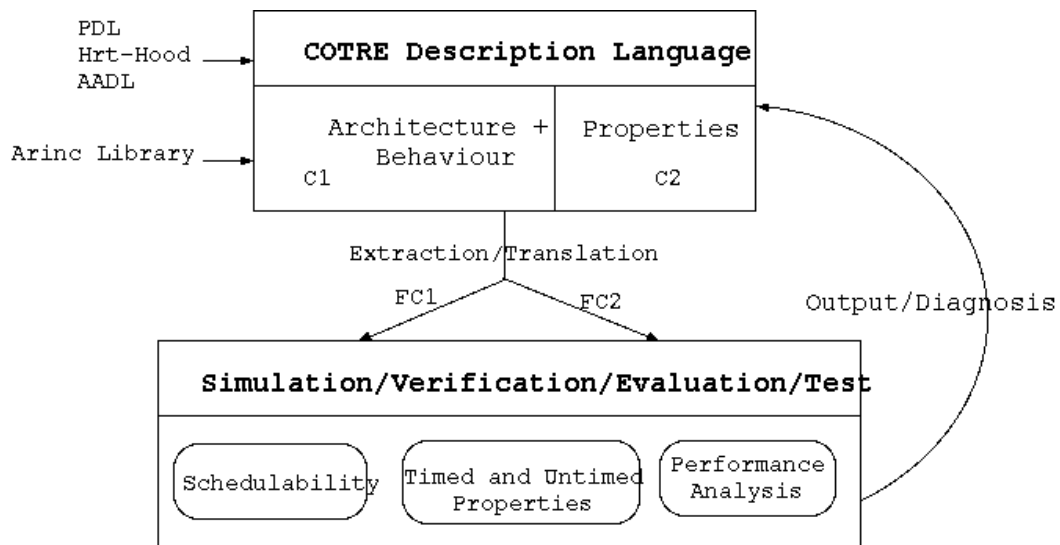 PDL
Hrt-Hood
AADL
COTRE Description Language
Arinc Library
Architecture +
Behaviour
C1
Properties
C2
Extraction/Translation
FC1
FC2
Output/Diagnosis
Simulation/Verification/Evaluation/Test
Schedulability
Timed and Untimed
Properties
Performance
Analysis